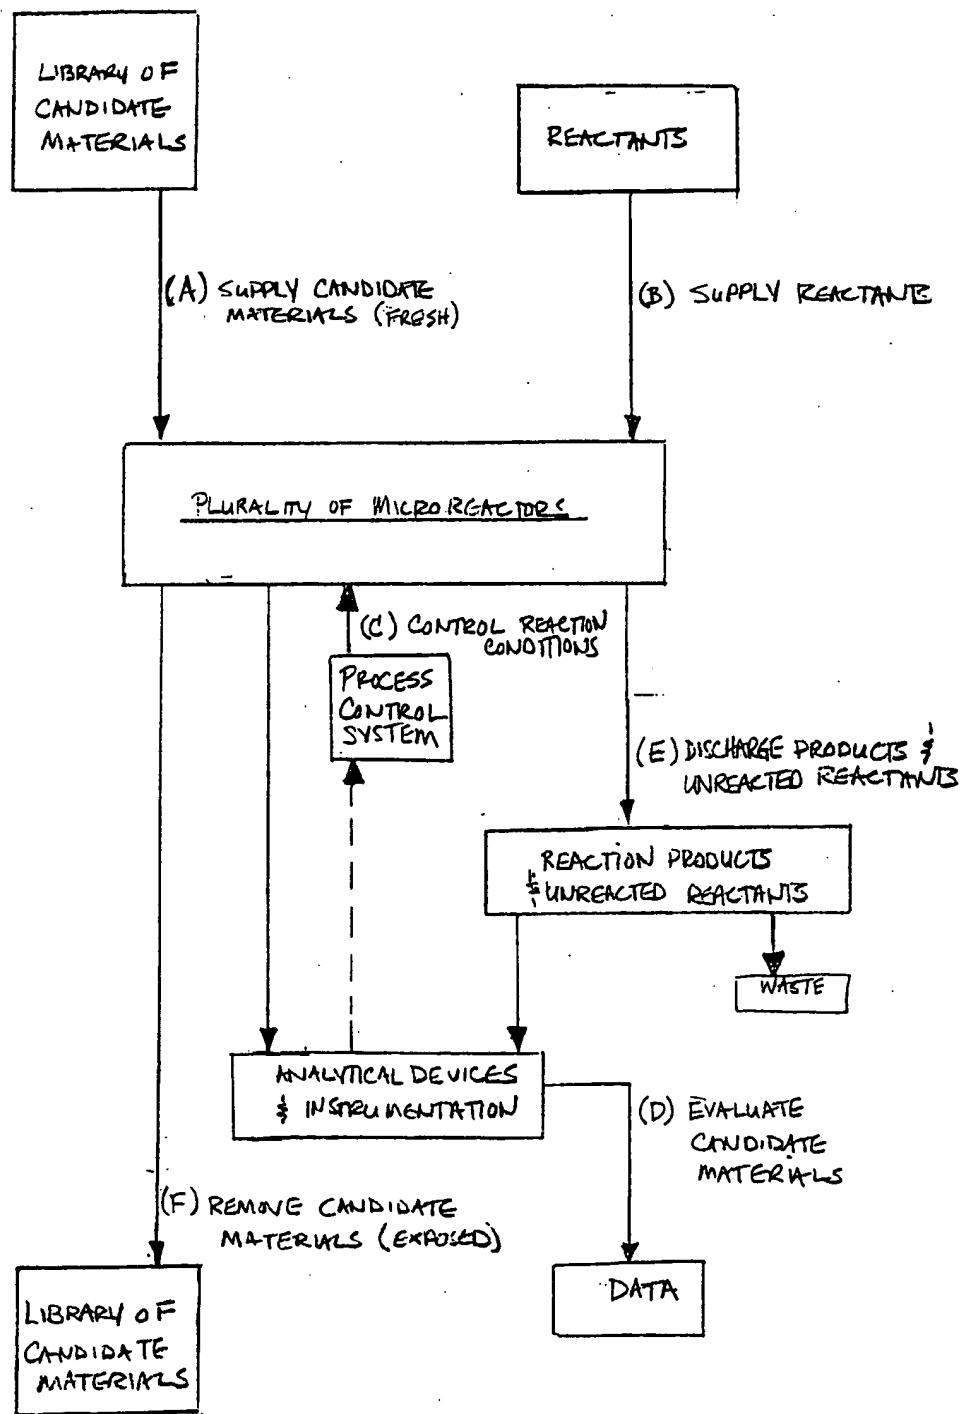 LIBRARY OF
CANDIDATE
MATERIALS
REACTANTS
(A) SUPPLY CANDIDATE
MATERIALS (FRESH)
(B) SUPPLY REACTANTS
PLURALITY OF MICROREACTORS
(C) CONTROL REACTION
CONDITIONS
PROCESS
CONTROL
SYSTEM
(E) DISCHARGE PRODUCTS &
UNREACTED REACTANTS
REACTION PRODUCTS
& UNREACTED REACTANTS
WASTE
ANALYTICAL DEVICES
& INSTRUMENTATION
(D) EVALUATE
CANDIDATE
MATERIALS
(F) REMOVE CANDIDATE
MATERIALS (EXPOSED)
DATA
LIBRARY OF
CANDIDATE
MATERIALS